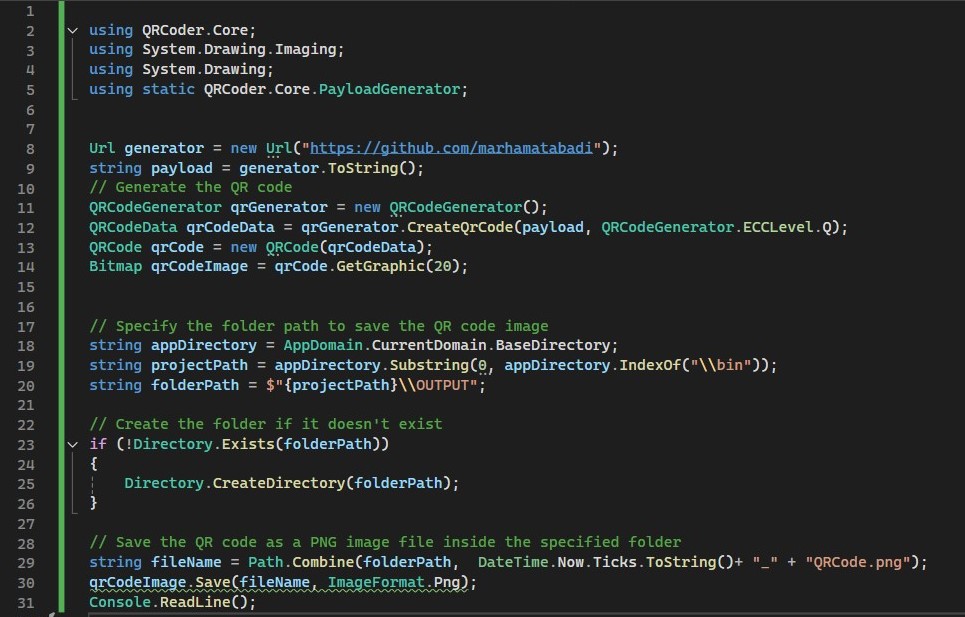 1
2 using QRCoder.Core;
3 using System.Drawing.Imaging;
4 using System.Drawing;
5 using static QRCoder.Core.PayloadGenerator;
6
7
8 Url generator = new Url("https://github.com/marhamatabadi");
9 string payload = generator.ToString();
10 // Generate the QR code
11 QRCodeGenerator qrGenerator = new QRCodeGenerator();
12 QRCodeData qrCodeData = qrGenerator.CreateQrCode(payload, QRCodeGenerator.ECCLevel.Q);
13 QRCode qrCode = new QRCode(qrCodeData);
14 Bitmap qrCodeImage = qrCode.GetGraphic(20);
15
16
17 // Specify the folder path to save the QR code image
18 string appDirectory = AppDomain.CurrentDomain.BaseDirectory;
19 string projectPath = appDirectory.Substring(0, appDirectory.IndexOf("\\bin"));
20 string folderPath = $"{projectPath}\\OUTPUT";
21
22 // Create the folder if it doesn't exist
23 if (!Directory.Exists(folderPath))
24 {
25     Directory.CreateDirectory(folderPath);
26 }
27
28 // Save the QR code as a PNG image file inside the specified folder
29 string fileName = Path.Combine(folderPath,  DateTime.Now.Ticks.ToString()+ "_" + "QRCode.png");
30 qrCodeImage.Save(fileName, ImageFormat.Png);
31 Console.ReadLine();